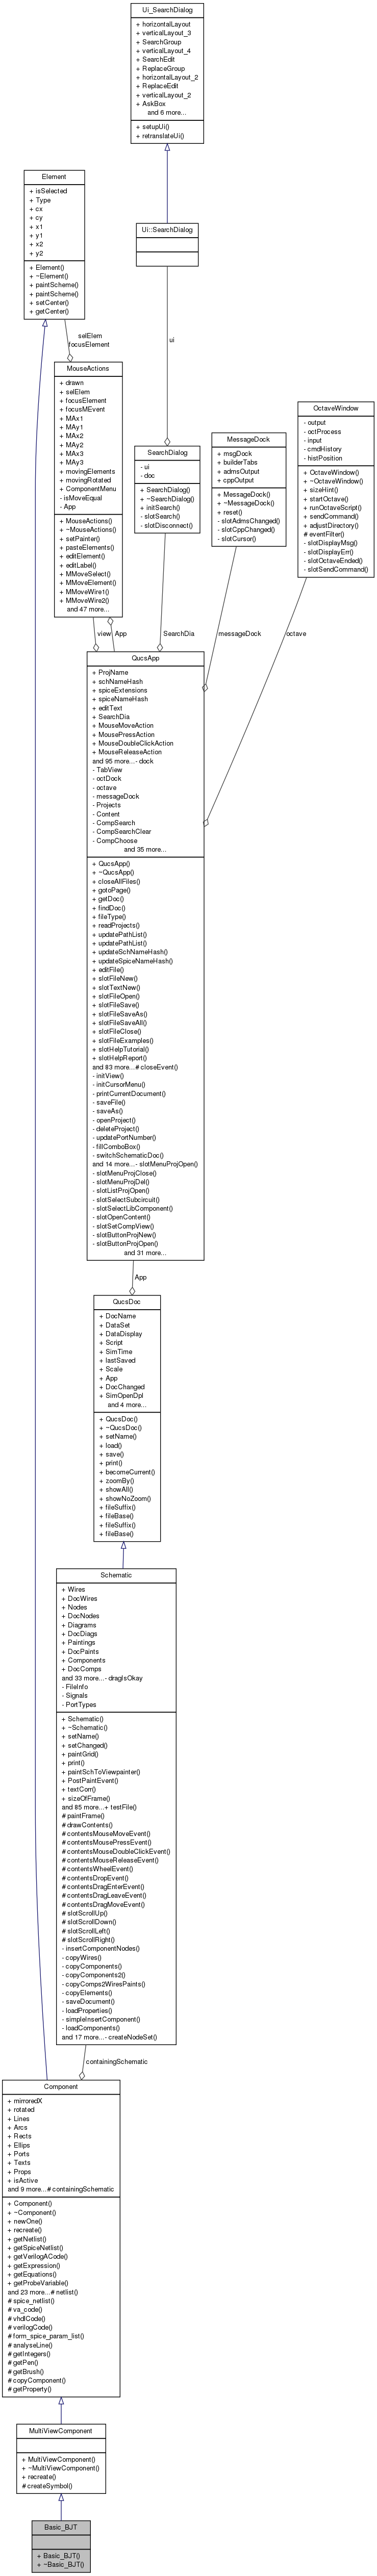 Ui_SearchDialog
+ horizontalLayout
+ verticalLayout_3
+ SearchGroup
+ verticalLayout_4
+ SearchEdit
+ ReplaceGroup
+ horizontalLayout_2
+ ReplaceEdit
+ verticalLayout_2
+ AskBox
and 6 more...
+ setupUi()
+ retranslateUi()
Element
+ isSelected
+ Type
+ cx
+ cy
+ x1
+ y1
+ x2
+ y2
+ Element()
+ ~Element()
+ paintScheme()
+ paintScheme()
+ setCenter()
+ getCenter()
Ui::SearchDialog
selElem
focusElement
ui
MouseActions
+ drawn
+ selElem
+ focusElement
+ focusMEvent
+ MAx1
+ MAy1
+ MAx2
+ MAy2
+ MAx3
+ MAy3
+ movingElements
+ movingRotated
+ ComponentMenu
- isMoveEqual
- App
+ MouseActions()
+ ~MouseActions()
+ setPainter()
+ pasteElements()
+ editElement()
+ editLabel()
+ MMoveSelect()
+ MMoveElement()
+ MMoveWire1()
+ MMoveWire2()
and 47 more...
SearchDialog
- ui
- doc
+ SearchDialog()
+ ~SearchDialog()
+ initSearch()
- slotSearch()
- slotDisconnect()
MessageDock
+ msgDock
+ builderTabs
+ admsOutput
+ cppOutput
+ MessageDock()
+ ~MessageDock()
+ reset()
- slotAdmsChanged()
- slotCppChanged()
- slotCursor()
OctaveWindow
- output
- octProcess
- input
- cmdHistory
- histPosition
+ OctaveWindow()
+ ~OctaveWindow()
+ sizeHint()
+ startOctave()
+ runOctaveScript()
+ sendCommand()
+ adjustDirectory()
# eventFilter()
- slotDisplayMsg()
- slotDisplayErr()
- slotOctaveEnded()
- slotSendCommand()
view
App
SearchDia
messageDock
octave
QucsApp
+ ProjName
+ schNameHash
+ spiceExtensions
+ spiceNameHash
+ editText
+ SearchDia
+ MouseMoveAction
+ MousePressAction
+ MouseDoubleClickAction
+ MouseReleaseAction
and 95 more...- dock
- TabView
- octDock
- octave
- messageDock
- Projects
- Content
- CompSearch
- CompSearchClear
- CompChoose
and 35 more...
+ QucsApp()
+ ~QucsApp()
+ closeAllFiles()
+ gotoPage()
+ getDoc()
+ findDoc()
+ fileType()
+ readProjects()
+ updatePathList()
+ updatePathList()
+ updateSchNameHash()
+ updateSpiceNameHash()
+ editFile()
+ slotFileNew()
+ slotTextNew()
+ slotFileOpen()
+ slotFileSave()
+ slotFileSaveAs()
+ slotFileSaveAll()
+ slotFileClose()
+ slotFileExamples()
+ slotHelpTutorial()
+ slotHelpReport()
and 83 more...# closeEvent()
- initView()
- initCursorMenu()
- printCurrentDocument()
- saveFile()
- saveAs()
- openProject()
- deleteProject()
- updatePortNumber()
- fillComboBox()
- switchSchematicDoc()
and 14 more...- slotMenuProjOpen()
- slotMenuProjClose()
- slotMenuProjDel()
- slotListProjOpen()
- slotSelectSubcircuit()
- slotSelectLibComponent()
- slotOpenContent()
- slotSetCompView()
- slotButtonProjNew()
- slotButtonProjOpen()
and 31 more...
App
QucsDoc
+ DocName
+ DataSet
+ DataDisplay
+ Script
+ SimTime
+ lastSaved
+ Scale
+ App
+ DocChanged
+ SimOpenDpl
and 4 more...
+ QucsDoc()
+ ~QucsDoc()
+ setName()
+ load()
+ save()
+ print()
+ becomeCurrent()
+ zoomBy()
+ showAll()
+ showNoZoom()
+ fileSuffix()
+ fileBase()
+ fileSuffix()
+ fileBase()
Schematic
+ Wires
+ DocWires
+ Nodes
+ DocNodes
+ Diagrams
+ DocDiags
+ Paintings
+ DocPaints
+ Components
+ DocComps
and 33 more...- dragIsOkay
- FileInfo
- Signals
- PortTypes
+ Schematic()
+ ~Schematic()
+ setName()
+ setChanged()
+ paintGrid()
+ print()
+ paintSchToViewpainter()
+ PostPaintEvent()
+ textCorr()
+ sizeOfFrame()
and 85 more...+ testFile()
# paintFrame()
# drawContents()
# contentsMouseMoveEvent()
# contentsMousePressEvent()
# contentsMouseDoubleClickEvent()
# contentsMouseReleaseEvent()
# contentsWheelEvent()
# contentsDropEvent()
# contentsDragEnterEvent()
# contentsDragLeaveEvent()
# contentsDragMoveEvent()
# slotScrollUp()
# slotScrollDown()
# slotScrollLeft()
# slotScrollRight()
- insertComponentNodes()
- copyWires()
- copyComponents()
- copyComponents2()
- copyComps2WiresPaints()
- copyElements()
- saveDocument()
- loadProperties()
- simpleInsertComponent()
- loadComponents()
and 17 more...- createNodeSet()
containingSchematic
Component
+ mirroredX
+ rotated
+ Lines
+ Arcs
+ Rects
+ Ellips
+ Ports
+ Texts
+ Props
+ isActive
and 9 more...# containingSchematic
+ Component()
+ ~Component()
+ newOne()
+ recreate()
+ getNetlist()
+ getSpiceNetlist()
+ getVerilogACode()
+ getExpression()
+ getEquations()
+ getProbeVariable()
and 23 more...# netlist()
# spice_netlist()
# va_code()
# vhdlCode()
# verilogCode()
# form_spice_param_list()
# analyseLine()
# getIntegers()
# getPen()
# getBrush()
# copyComponent()
# getProperty()
MultiViewComponent
+ MultiViewComponent()
+ ~MultiViewComponent()
+ recreate()
# createSymbol()
Basic_BJT
+ Basic_BJT()
+ ~Basic_BJT()